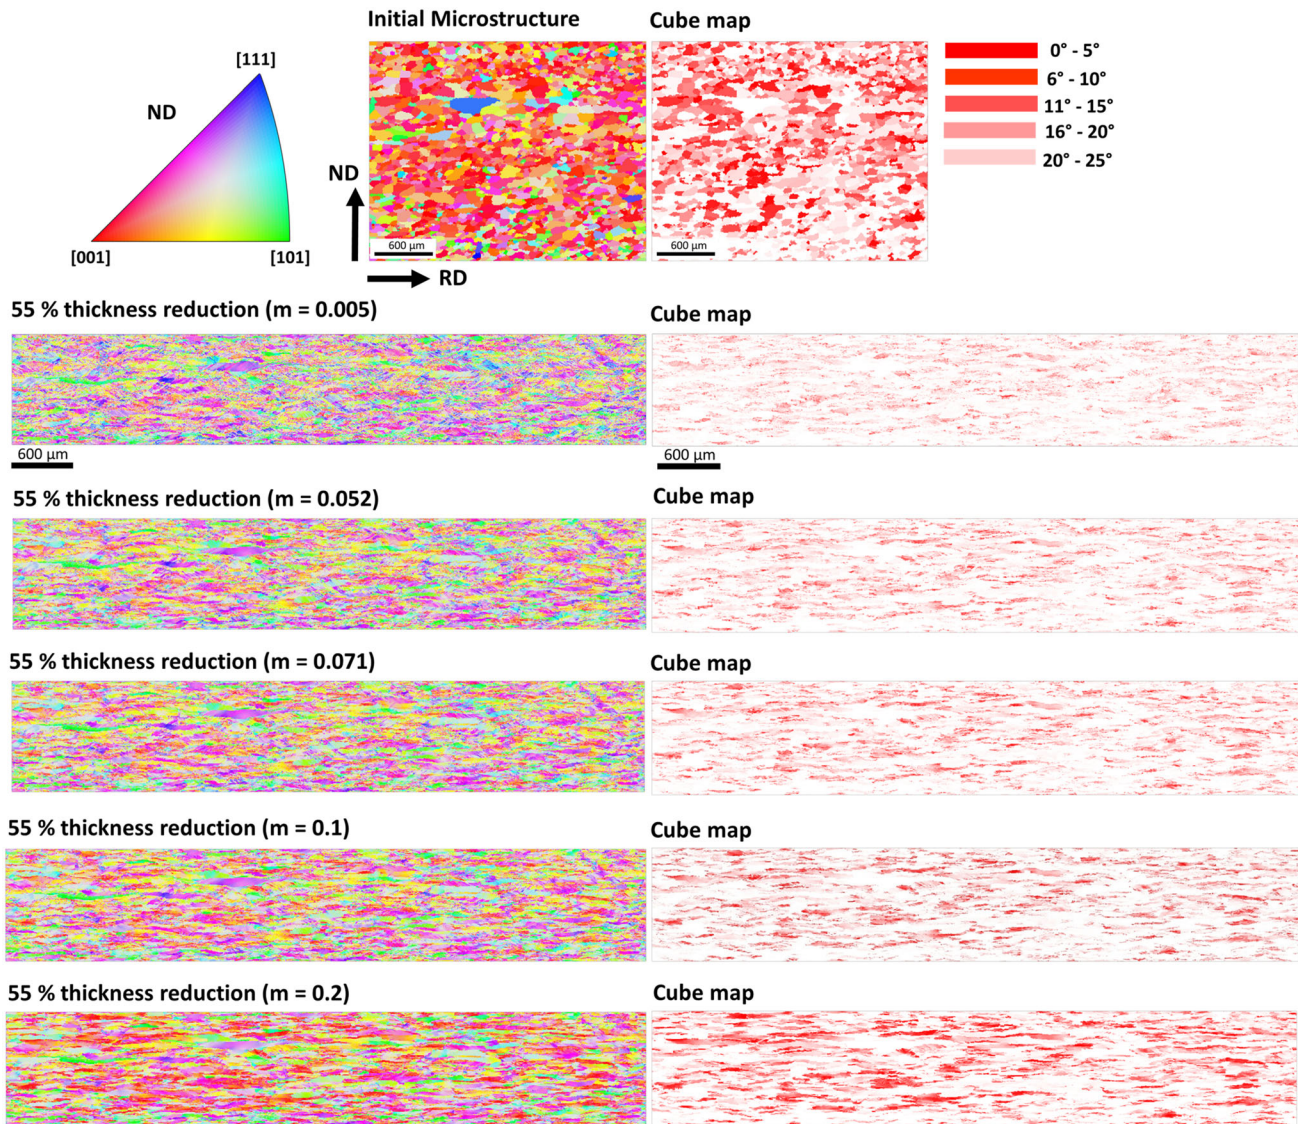 Initial Microstructure
Cube map
[111]
ND
[001]
[101]
ND
RD
600 µm
600 µm
0° - 5°
6° - 10°
11° - 15°
16° - 20°
20° - 25°
55 % thickness reduction (m = 0.005)
Cube map
600 µm
600 µm
55 % thickness reduction (m = 0.052)
Cube map
55 % thickness reduction (m = 0.071)
Cube map
55 % thickness reduction (m = 0.1)
Cube map
55 % thickness reduction (m = 0.2)
Cube map